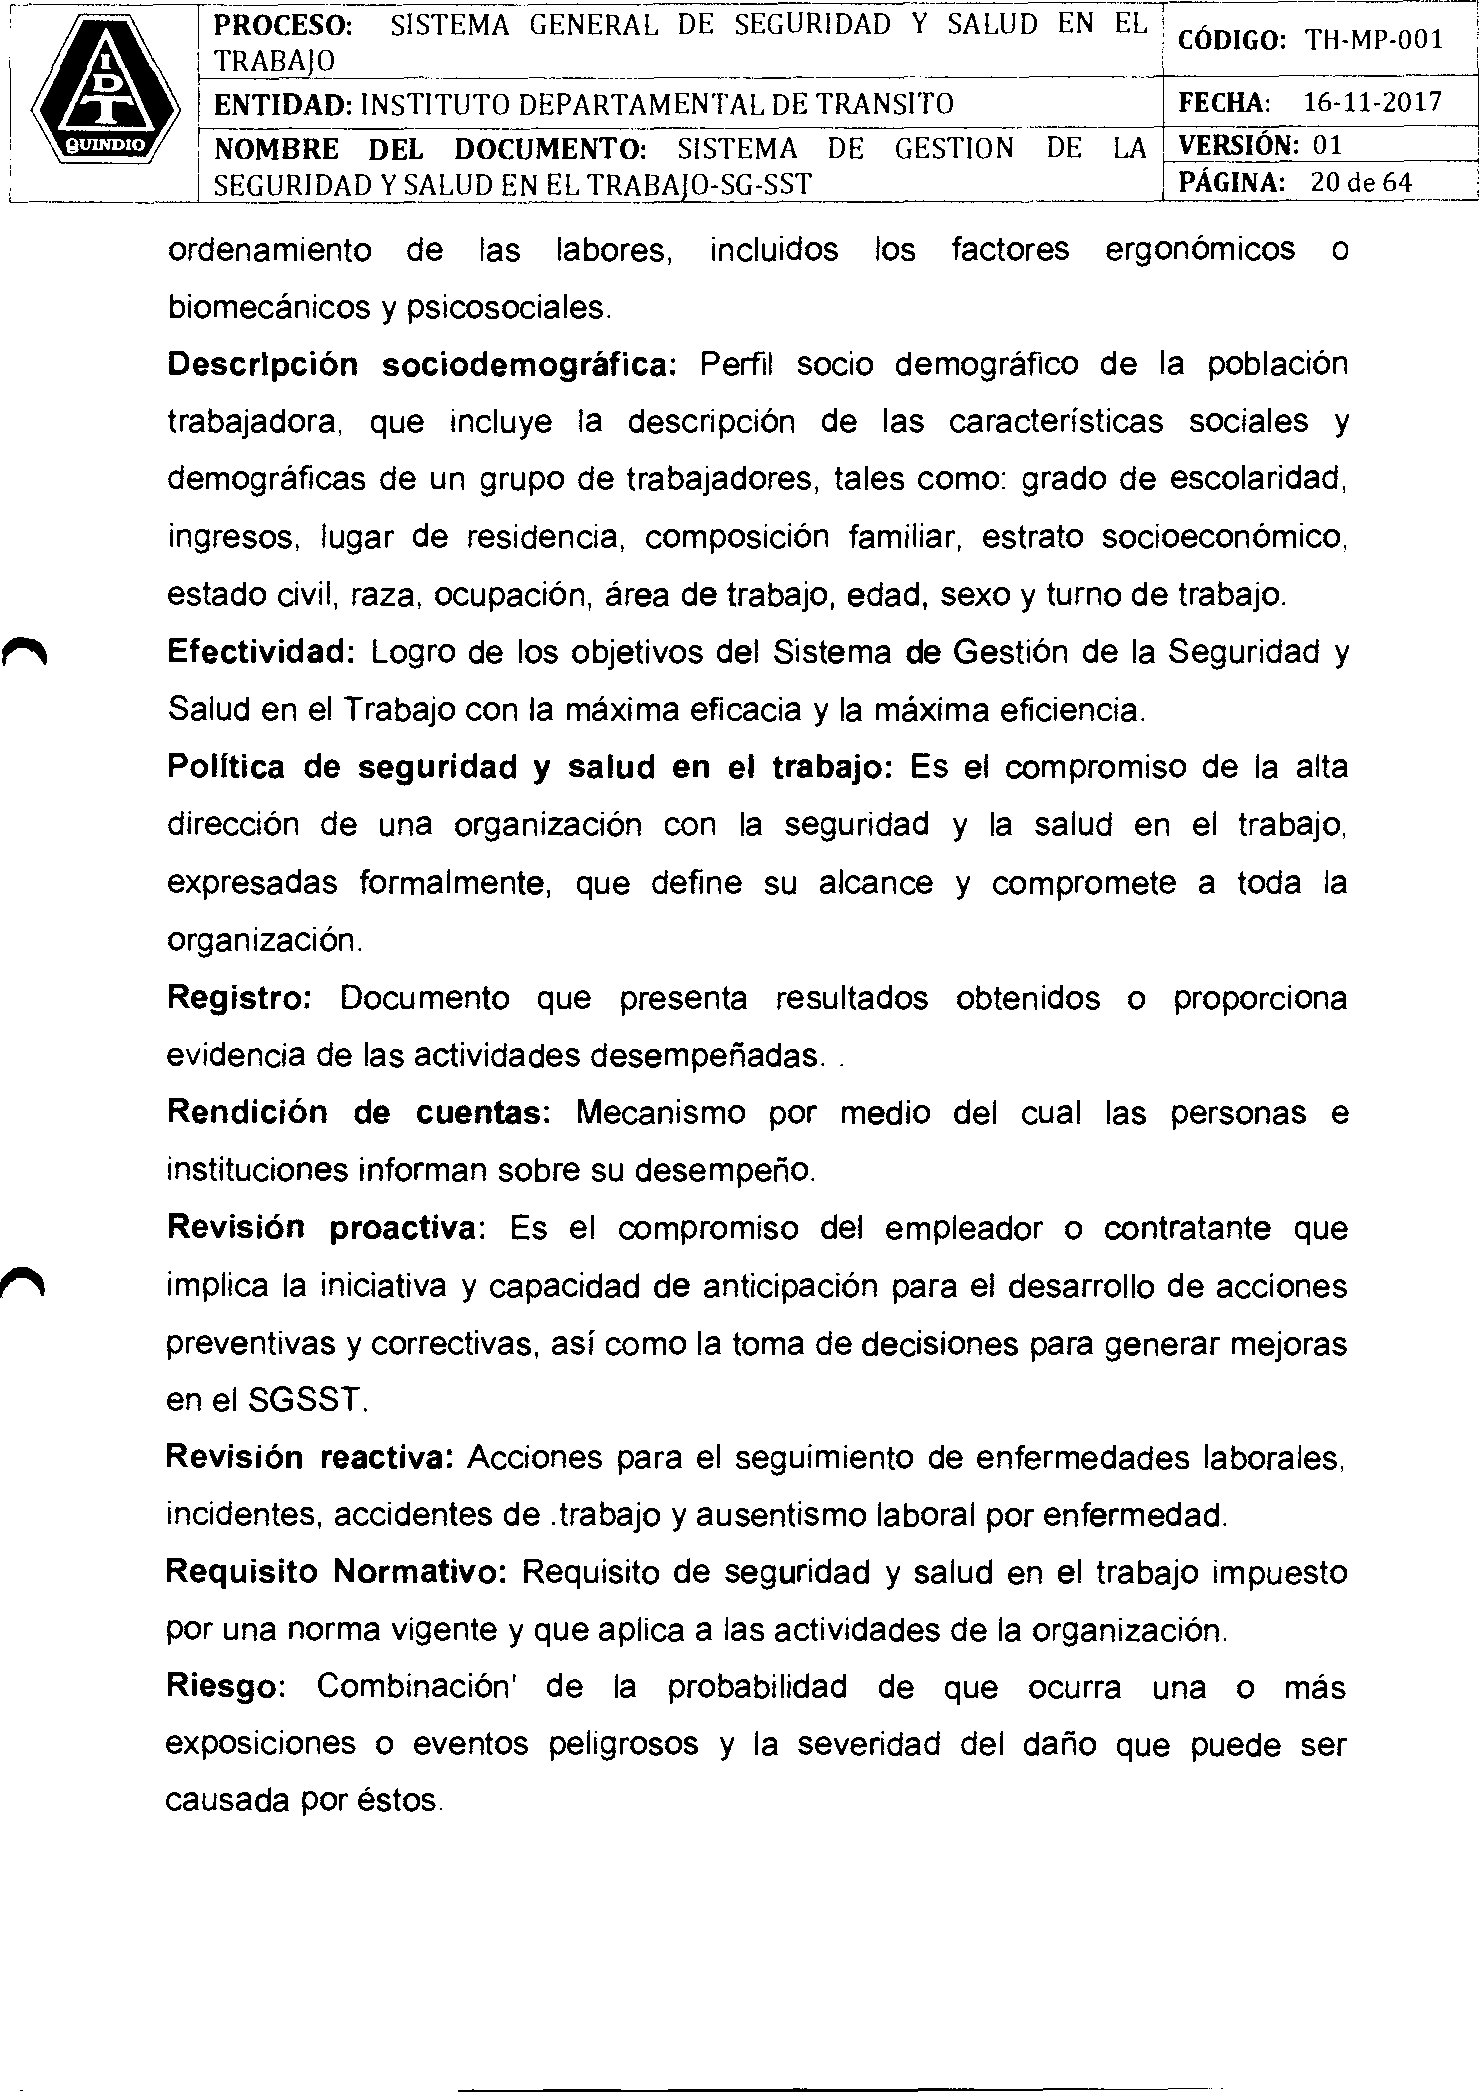 IDT
QUINDIO
PROCESO: SISTEMA GENERAL DE SEGURIDAD Y SALUD EN EL
TRABAJO
CÓDIGO: TH-MP-001
ENTIDAD: INSTITUTO DEPARTAMENTAL DE TRANSITO
FECHA: 16-11-2017
NOMBRE DEL DOCUMENTO: SISTEMA DE GESTION DE LA
SEGURIDAD Y SALUD EN EL TRABAJO-SG-SST
VERSIÓN: 01
PÁGINA: 20 de 64
ordenamiento de las labores, incluidos los factores ergonómicos o
biomecánicos y psicosociales.
Descripción sociodemográfica: Perfil socio demográfico de la población
trabajadora, que incluye la descripción de las características sociales y
demográficas de un grupo de trabajadores, tales como: grado de escolaridad,
ingresos, lugar de residencia, composición familiar, estrato socioeconómico,
estado civil, raza, ocupación, área de trabajo, edad, sexo y turno de trabajo.
Efectividad: Logro de los objetivos del Sistema de Gestión de la Seguridad y
Salud en el Trabajo con la máxima eficacia y la máxima eficiencia.
Política de seguridad y salud en el trabajo: Es el compromiso de la alta
dirección de una organización con la seguridad y la salud en el trabajo,
expresadas formalmente, que define su alcance y compromete a toda la
organización.
Registro: Documento que presenta resultados obtenidos o proporciona
evidencia de las actividades desempeñadas. .
Rendición de cuentas: Mecanismo por medio del cual las personas e
instituciones informan sobre su desempeño.
Revisión proactiva: Es el compromiso del empleador o contratante que
implica la iniciativa y capacidad de anticipación para el desarrollo de acciones
preventivas y correctivas, así como la toma de decisiones para generar mejoras
en el SGSST.
Revisión reactiva: Acciones para el seguimiento de enfermedades laborales,
incidentes, accidentes de .trabajo y ausentismo laboral por enfermedad.
Requisito Normativo: Requisito de seguridad y salud en el trabajo impuesto
por una norma vigente y que aplica a las actividades de la organización.
Riesgo: Combinación' de la probabilidad de que ocurra una o más
exposiciones o eventos peligrosos y la severidad del daño que puede ser
causada por éstos.